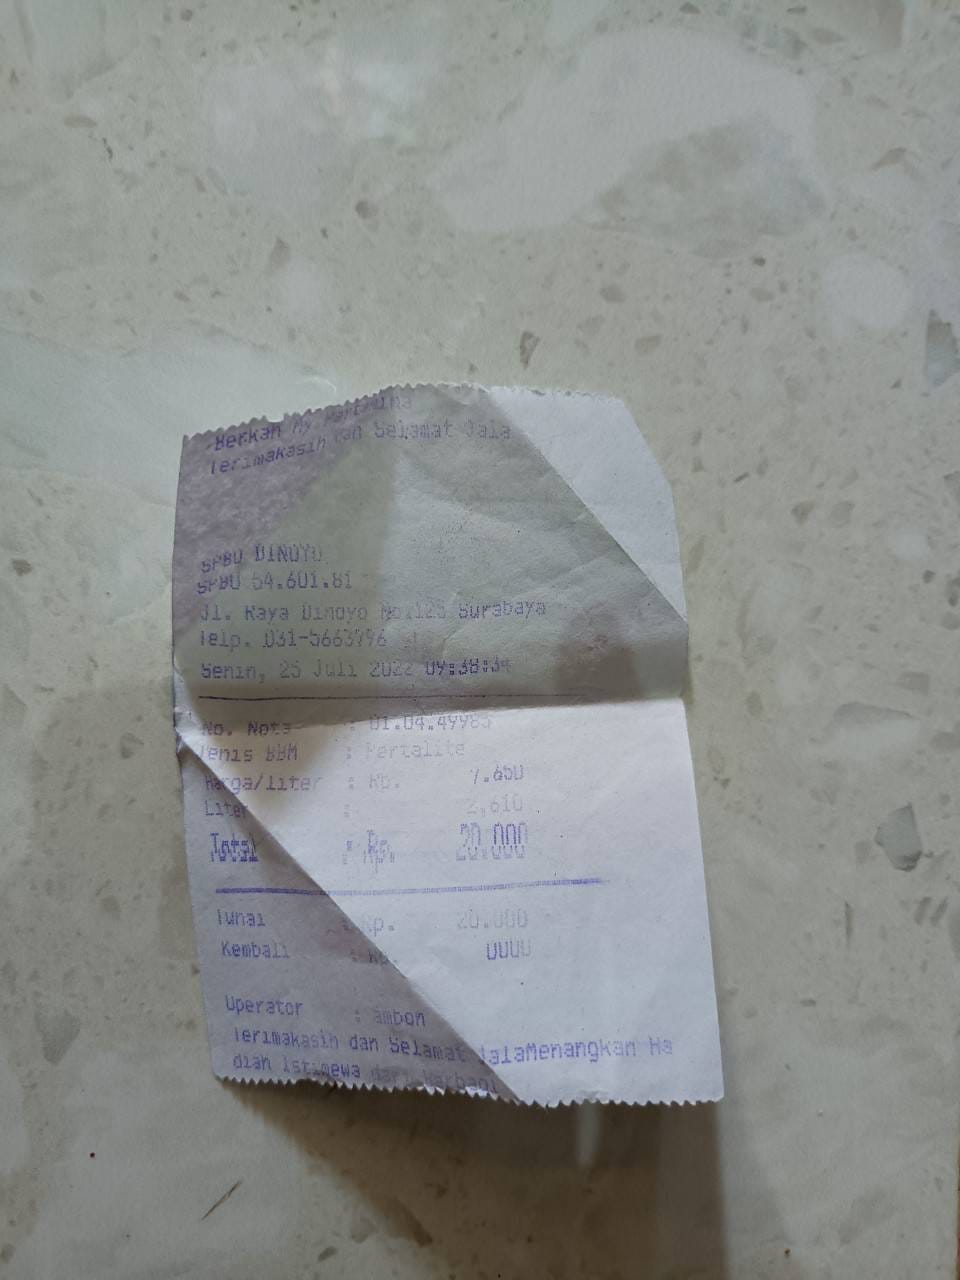 Berkah My Pertamina
Terimakasih dan Selamat Jala
SPBU DINOYO
SPBU 54.601.81
Jl. Raya Dinoyo No.125 Surabaya
Telp. 031-5663796
Senin, 25 Juli 2022 09:38:34
No. Nota : 01.04.49985
Jenis BBM : Pertalite
Harga/liter : Rp. 7.650
Liter : 2,610
Total : Rp. 20.000
Tunai : Rp. 20.000
Kembali : Rp. 0000
Operator : ambon
Terimakasih dan Selamat JalaMenangkan Ha
diah Istimewa dari